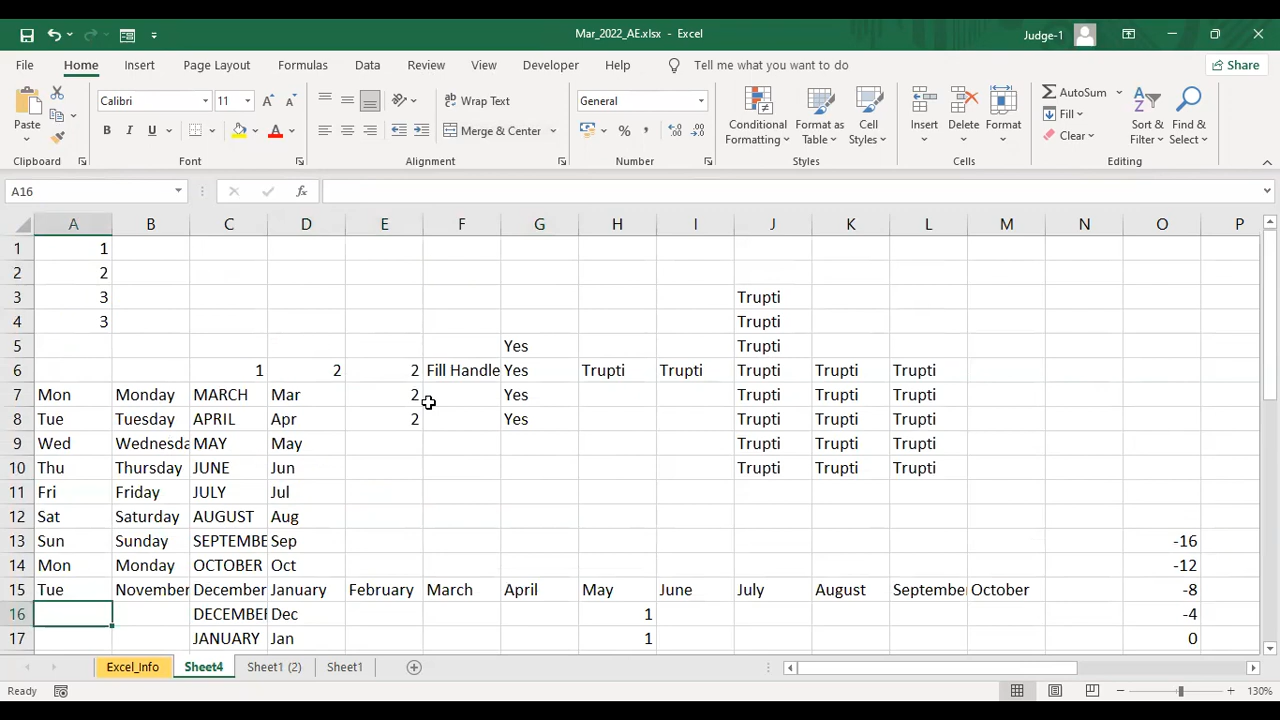 Mar_2022_AE.xlsx - Excel
Judge-1
File Home Insert Page Layout Formulas Data Review View Developer Help Tell me what you want to do Share
Calibri 11 A A Wrap Text General AutoSum
Fill
Paste B I U A Merge & Center % , Conditional Format as Cell Insert Delete Format Clear Sort & Find &
Formatting Table Styles Filter Select
Clipboard Font Alignment Number Styles Cells Editing
A16 fx
A B C D E F G H I J K L M N O P
1 1
2 2
3 3 Trupti
4 3 Trupti
5 Yes Trupti
6 1 2 2 Fill Handle Yes Trupti Trupti Trupti Trupti Trupti
7 Mon Monday MARCH Mar 2 Yes Trupti Trupti Trupti
8 Tue Tuesday APRIL Apr 2 Yes Trupti Trupti Trupti
9 Wed Wednesda MAY May Trupti Trupti Trupti
10 Thu Thursday JUNE Jun Trupti Trupti Trupti
11 Fri Friday JULY Jul
12 Sat Saturday AUGUST Aug
13 Sun Sunday SEPTEMBE Sep -16
14 Mon Monday OCTOBER Oct -12
15 Tue November December January February March April May June July August September October -8
16 DECEMBER Dec 1 -4
17 JANUARY Jan 1 0
Excel_Info Sheet4 Sheet1 (2) Sheet1
Ready 130%